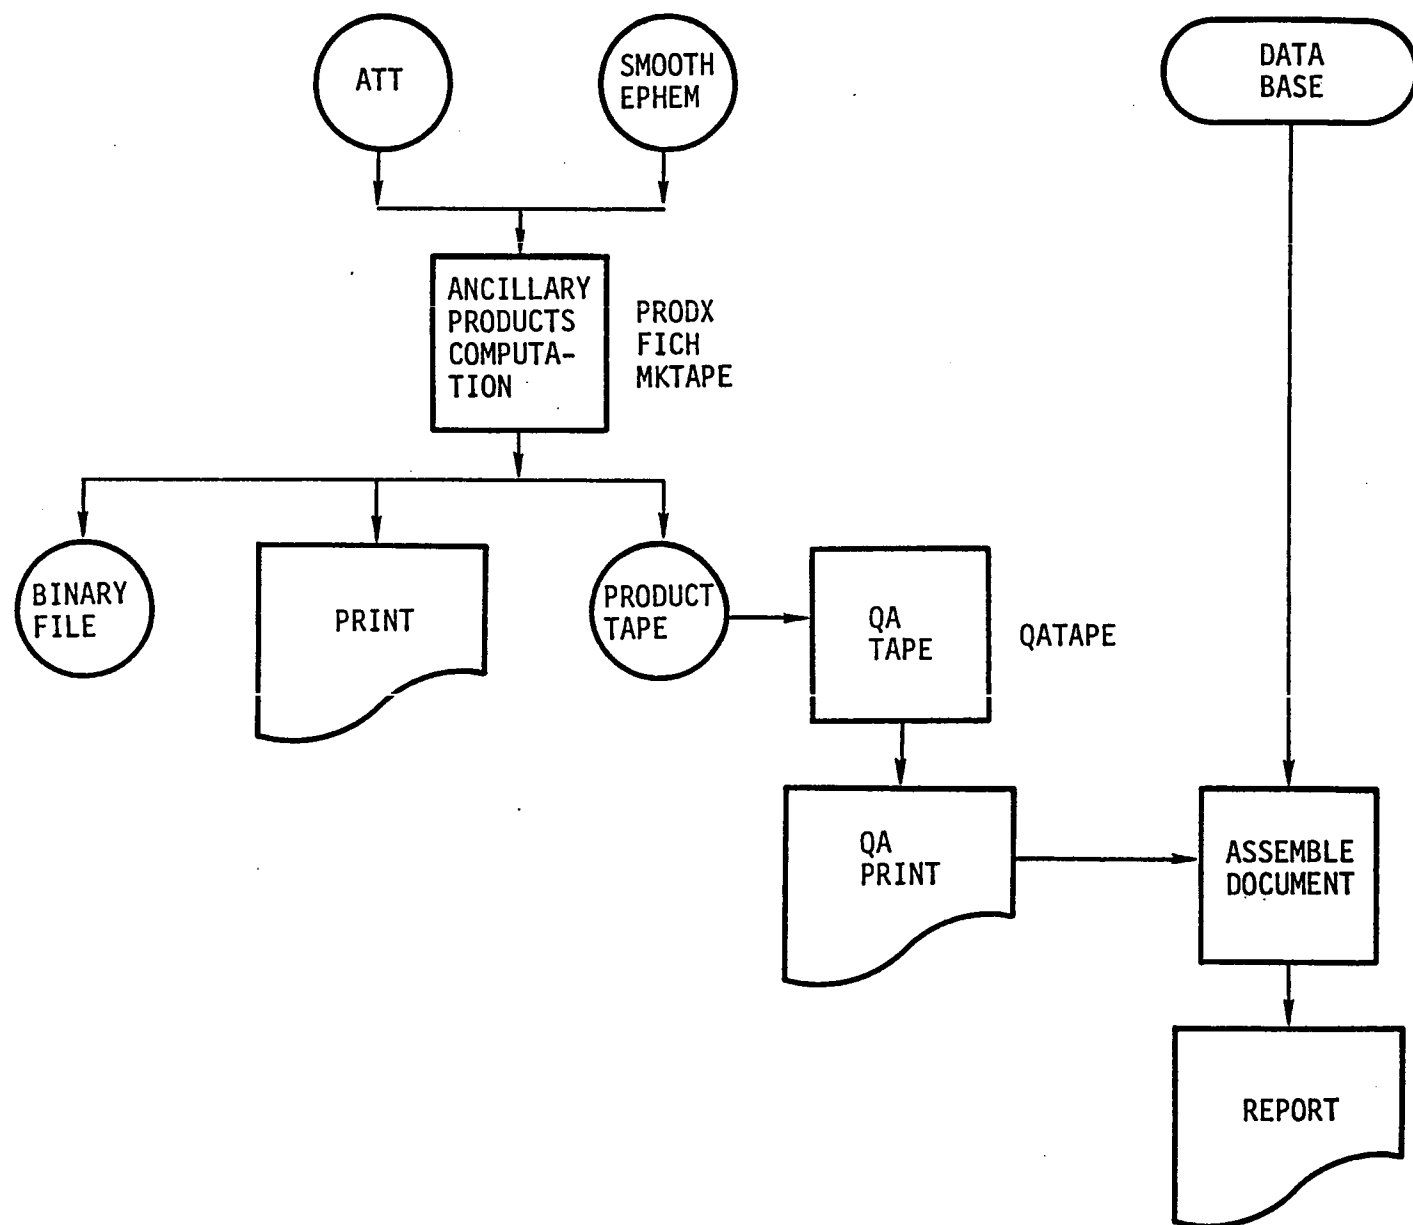 ATT
SMOOTH
EPHEM
DATA
BASE
ANCILLARY
PRODUCTS
COMPUTA-
TION
PRODX
FICH
MKTAPE
BINARY
FILE
PRINT
PRODUCT
TAPE
QA
TAPE
QATAPE
QA
PRINT
ASSEMBLE
DOCUMENT
REPORT